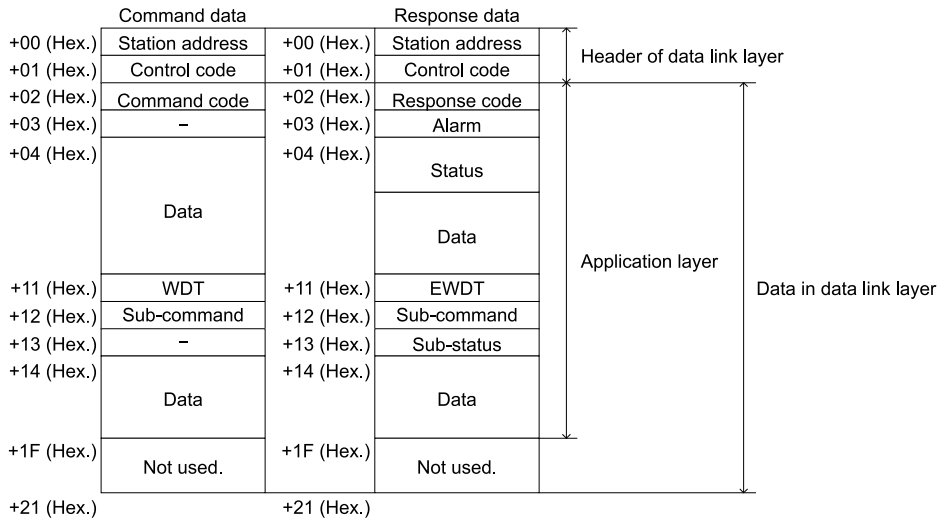 Command data Response data
+00 (Hex.) Station address +00 (Hex.) Station address
Header of data link layer
+01 (Hex.) Control code +01 (Hex.) Control code
+02 (Hex.) Command code +02 (Hex.) Response code
+03 (Hex.) – +03 (Hex.) Alarm
+04 (Hex.) +04 (Hex.)
Status
Data
Data
Application layer
+11 (Hex.) WDT +11 (Hex.) EWDT
Data in data link layer
+12 (Hex.) Sub-command +12 (Hex.) Sub-command
+13 (Hex.) – +13 (Hex.) Sub-status
+14 (Hex.) +14 (Hex.)
Data Data
+1F (Hex.) +1F (Hex.)
Not used. Not used.
+21 (Hex.) +21 (Hex.)